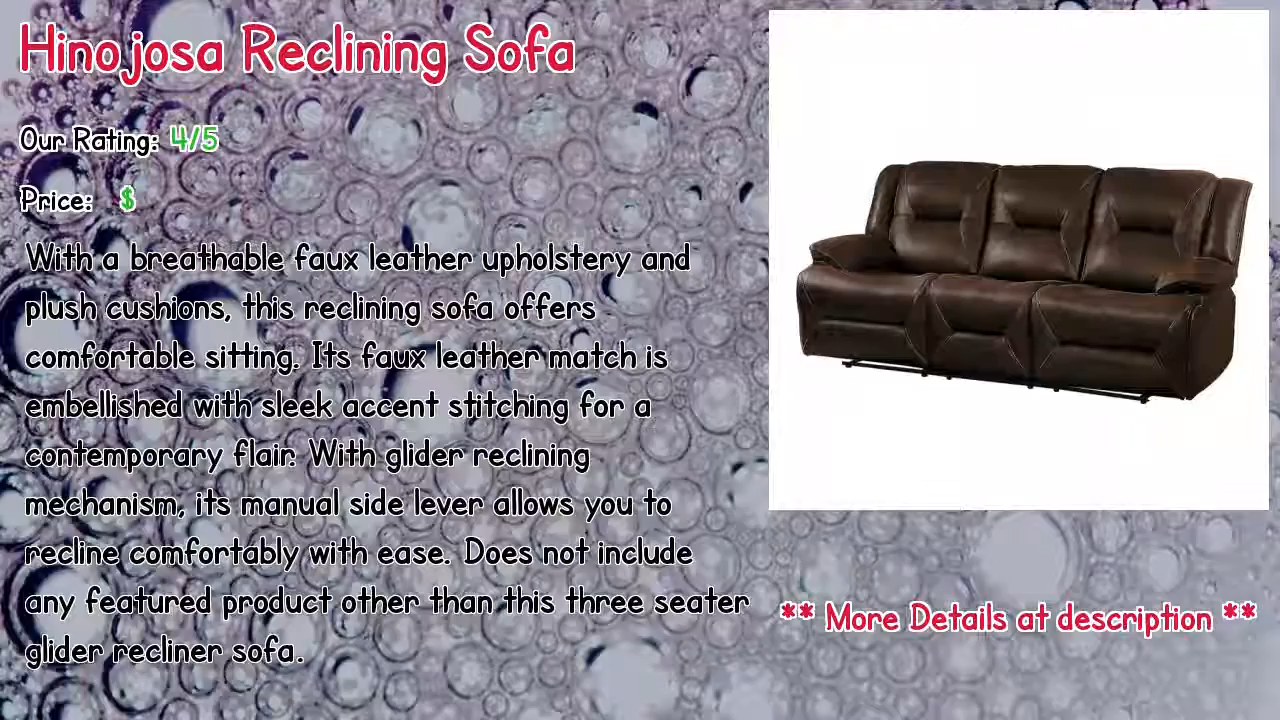 Hinojosa Reclining Sofa
Our Rating: 4/5
Price: $
With a breathable faux leather upholstery and
plush cushions, this reclining sofa offers
comfortable sitting. Its faux leather match is
embellished with sleek accent stitching for a
contemporary flair. With glider reclining
mechanism, its manual side lever allows you to
recline comfortably with ease. Does not include
any featured product other than this three seater
glider recliner sofa.
** More Details at description **